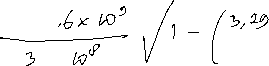 .6 x 10⁹ √ 1 - ( 3,29
3 10⁸